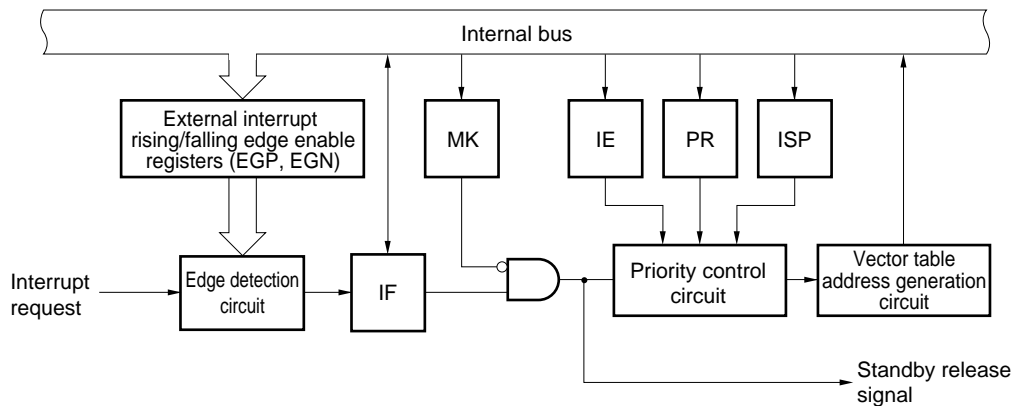 Internal bus
External interrupt
rising/falling edge enable
registers (EGP, EGN)
MK
IE
PR
ISP
Interrupt
request
Edge detection
circuit
IF
Priority control
circuit
Vector table
address generation
circuit
Standby release
signal